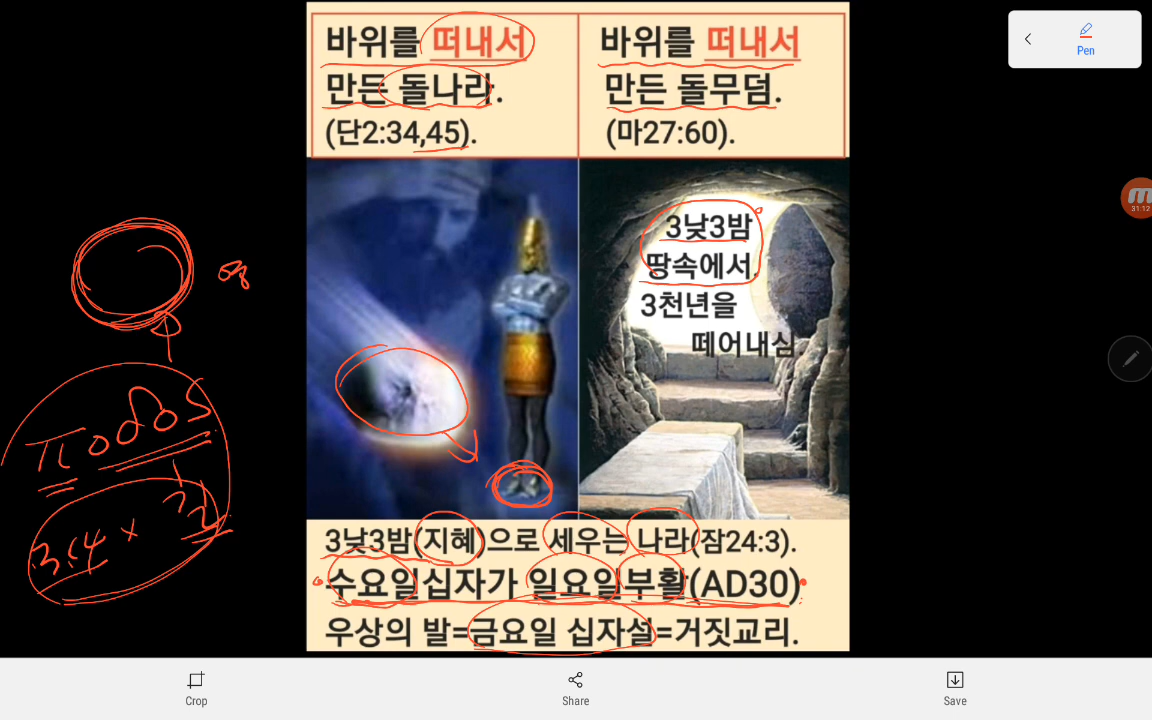 바위를 떠내서
만든 돌나라.
(단2:34,45).
바위를 떠내서
만든 돌무덤.
(마27:60).
3낮3밤
땅속에서.
3천년을
떼어내심
ποδος
3낮3밤(지혜)으로 세우는 나라(잠24:3).
수요일십자가 일요일부활(AD30)
우상의 발=금요일 십자설=거짓교리.
Pen
31:12
Crop
Share
Save